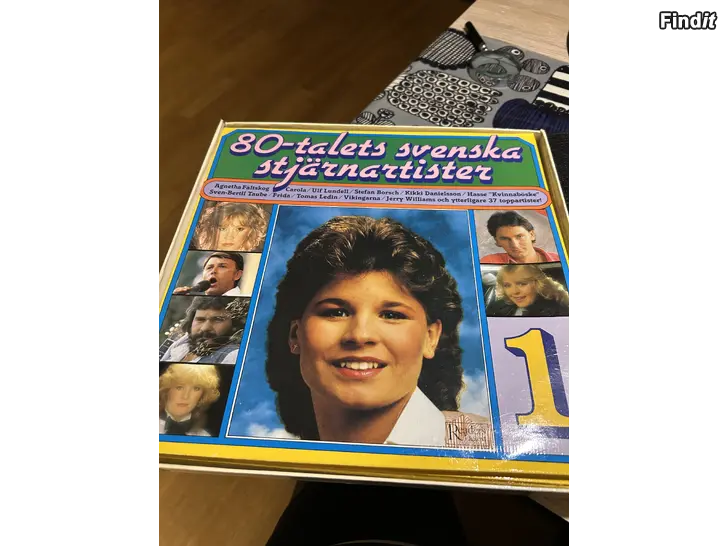 Findit
80-talets svenska
stjärnartister
Agnetha Fältskog / Carola / Ulf Lundell / Stefan Borsch / Kikki Danielsson / Hasse "Kvinnaböske"
Sven-Bertil Taube / Frida / Tomas Ledin / Vikingarna / Jerry Williams och ytterligare 37 toppartister!
1
Reader's